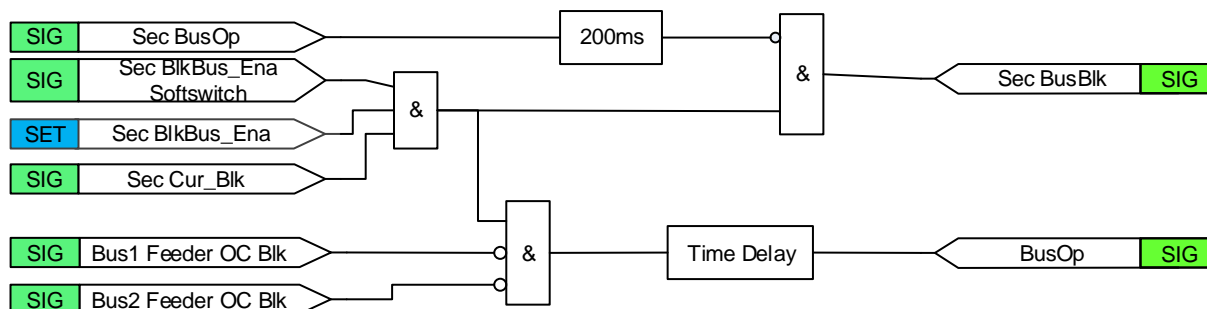 SIG Sec BusOp 200ms
SIG Sec BlkBus_Ena
Softswitch
& & Sec BusBlk SIG
SET Sec BlkBus_Ena
SIG Sec Cur_Blk
SIG Bus1 Feeder OC Blk & Time Delay BusOp SIG
SIG Bus2 Feeder OC Blk